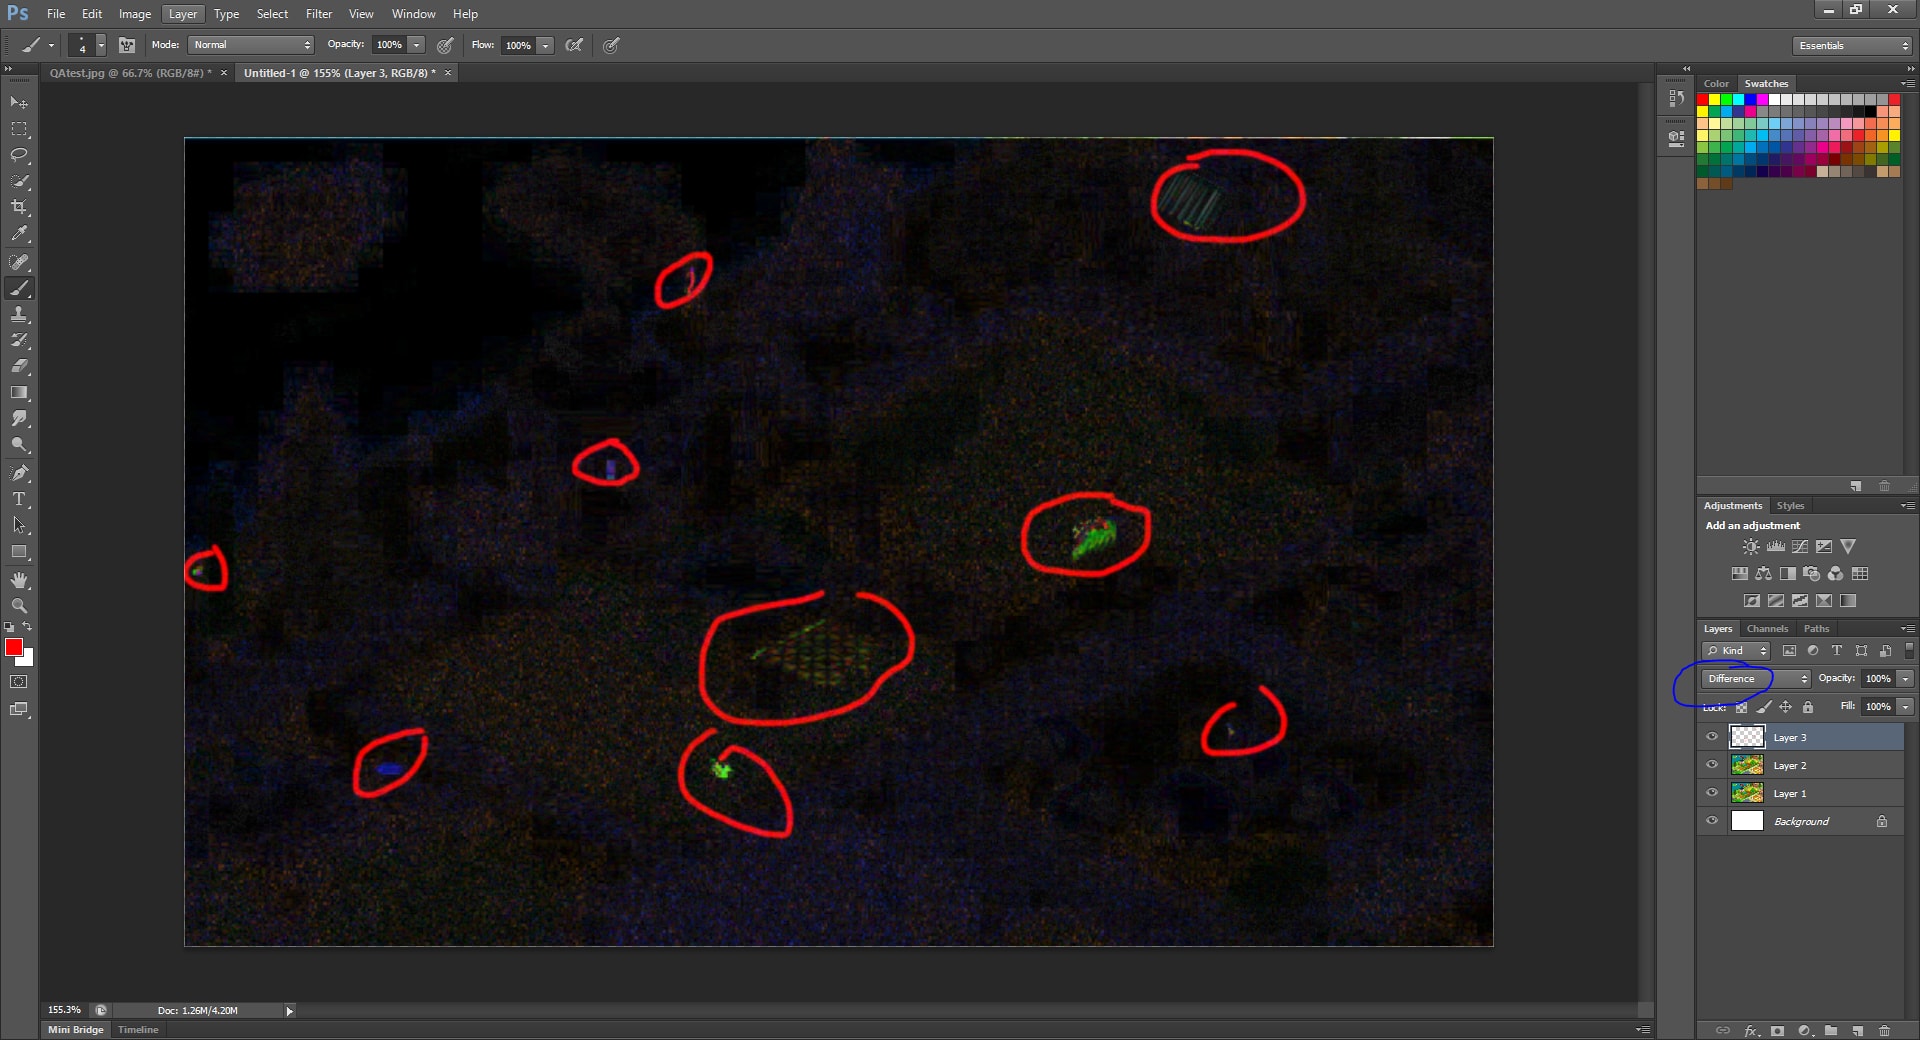 Ps File Edit Image Layer Type Select Filter View Window Help
4 Mode: Normal Opacity: 100% Flow: 100% Essentials
QAtest.jpg @ 66.7% (RGB/8#) * × Untitled-1 @ 155% (Layer 3, RGB/8) * ×
Color Swatches
Adjustments Styles
Add an adjustment
Layers Channels Paths
Kind
Difference Opacity: 100%
Lock: Fill: 100%
Layer 3
Layer 2
Layer 1
Background
155.3% Doc: 1.26M/4.20M
Mini Bridge Timeline